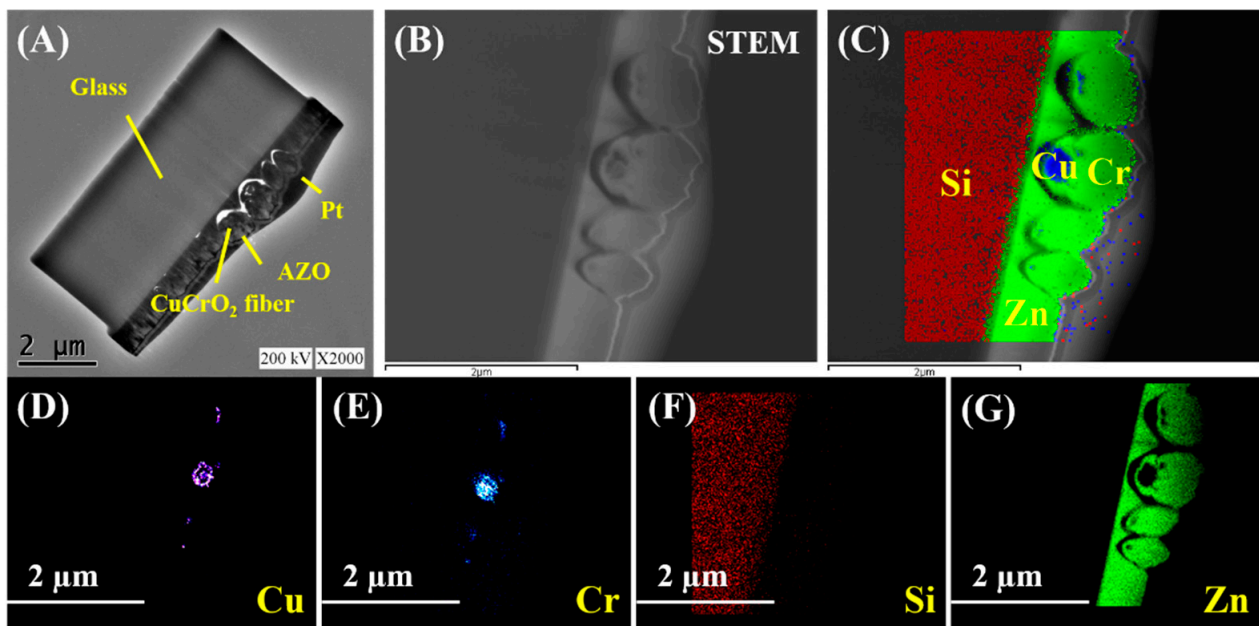 (A)
Glass
Pt
AZO
CuCrO₂ fiber
2 μm
200 kV X2000
(B)
STEM
2μm
(C)
Si
Cu Cr
Zn
2μm
(D)
2 μm
Cu
(E)
2 μm
Cr
(F)
2 μm
Si
(G)
2 μm
Zn